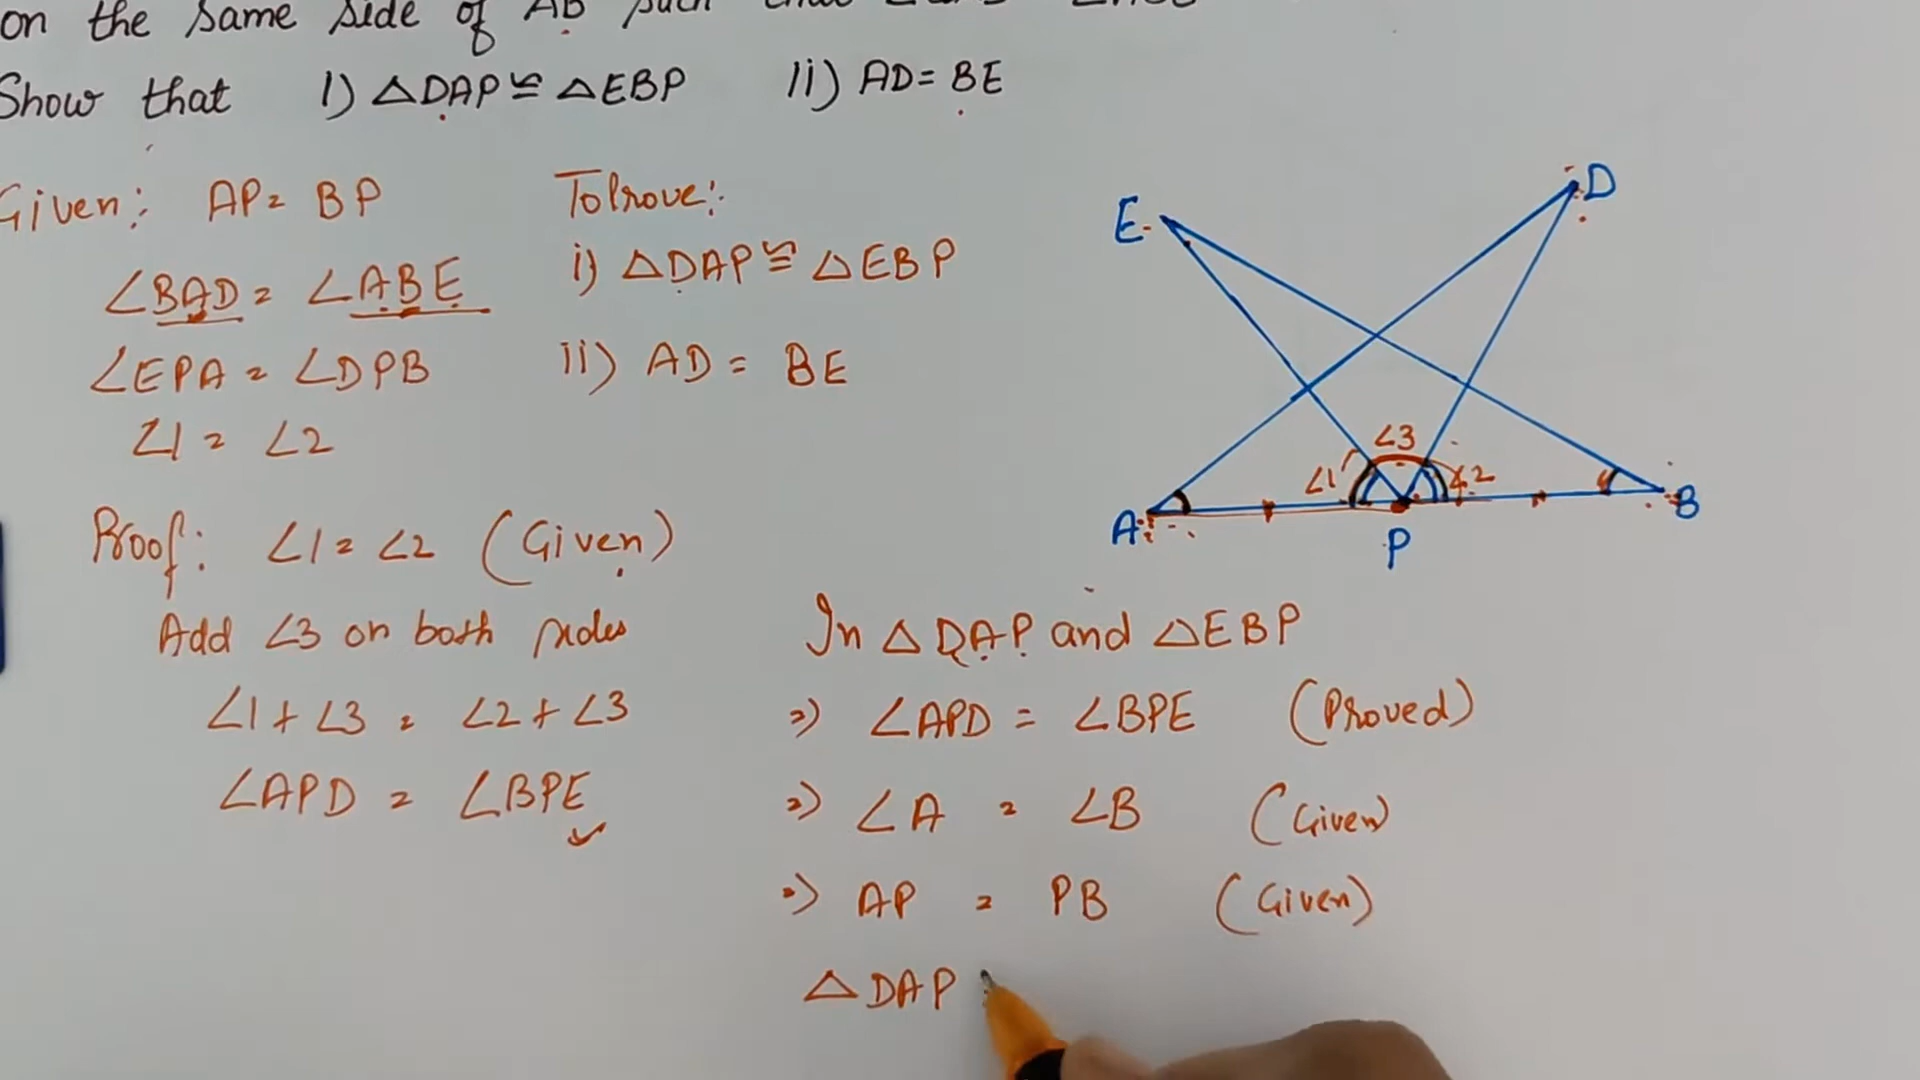 on the same side of AB such that
Show that I) △DAP ≅ △EBP II) AD = BE
Given: AP = BP
∠BAD = ∠ABE
∠EPA = ∠DPB
∠1 = ∠2
To Prove:
i) △DAP ≅ △EBP
ii) AD = BE
E
D
∠3
∠1
∠2
A
P
B
Proof: ∠1 = ∠2 (Given)
Add ∠3 on both sides
∠1 + ∠3 = ∠2 + ∠3
∠APD = ∠BPE
In △DAP and △EBP
⇒ ∠APD = ∠BPE (Proved)
⇒ ∠A = ∠B (Given)
⇒ AP = PB (Given)
△DAP